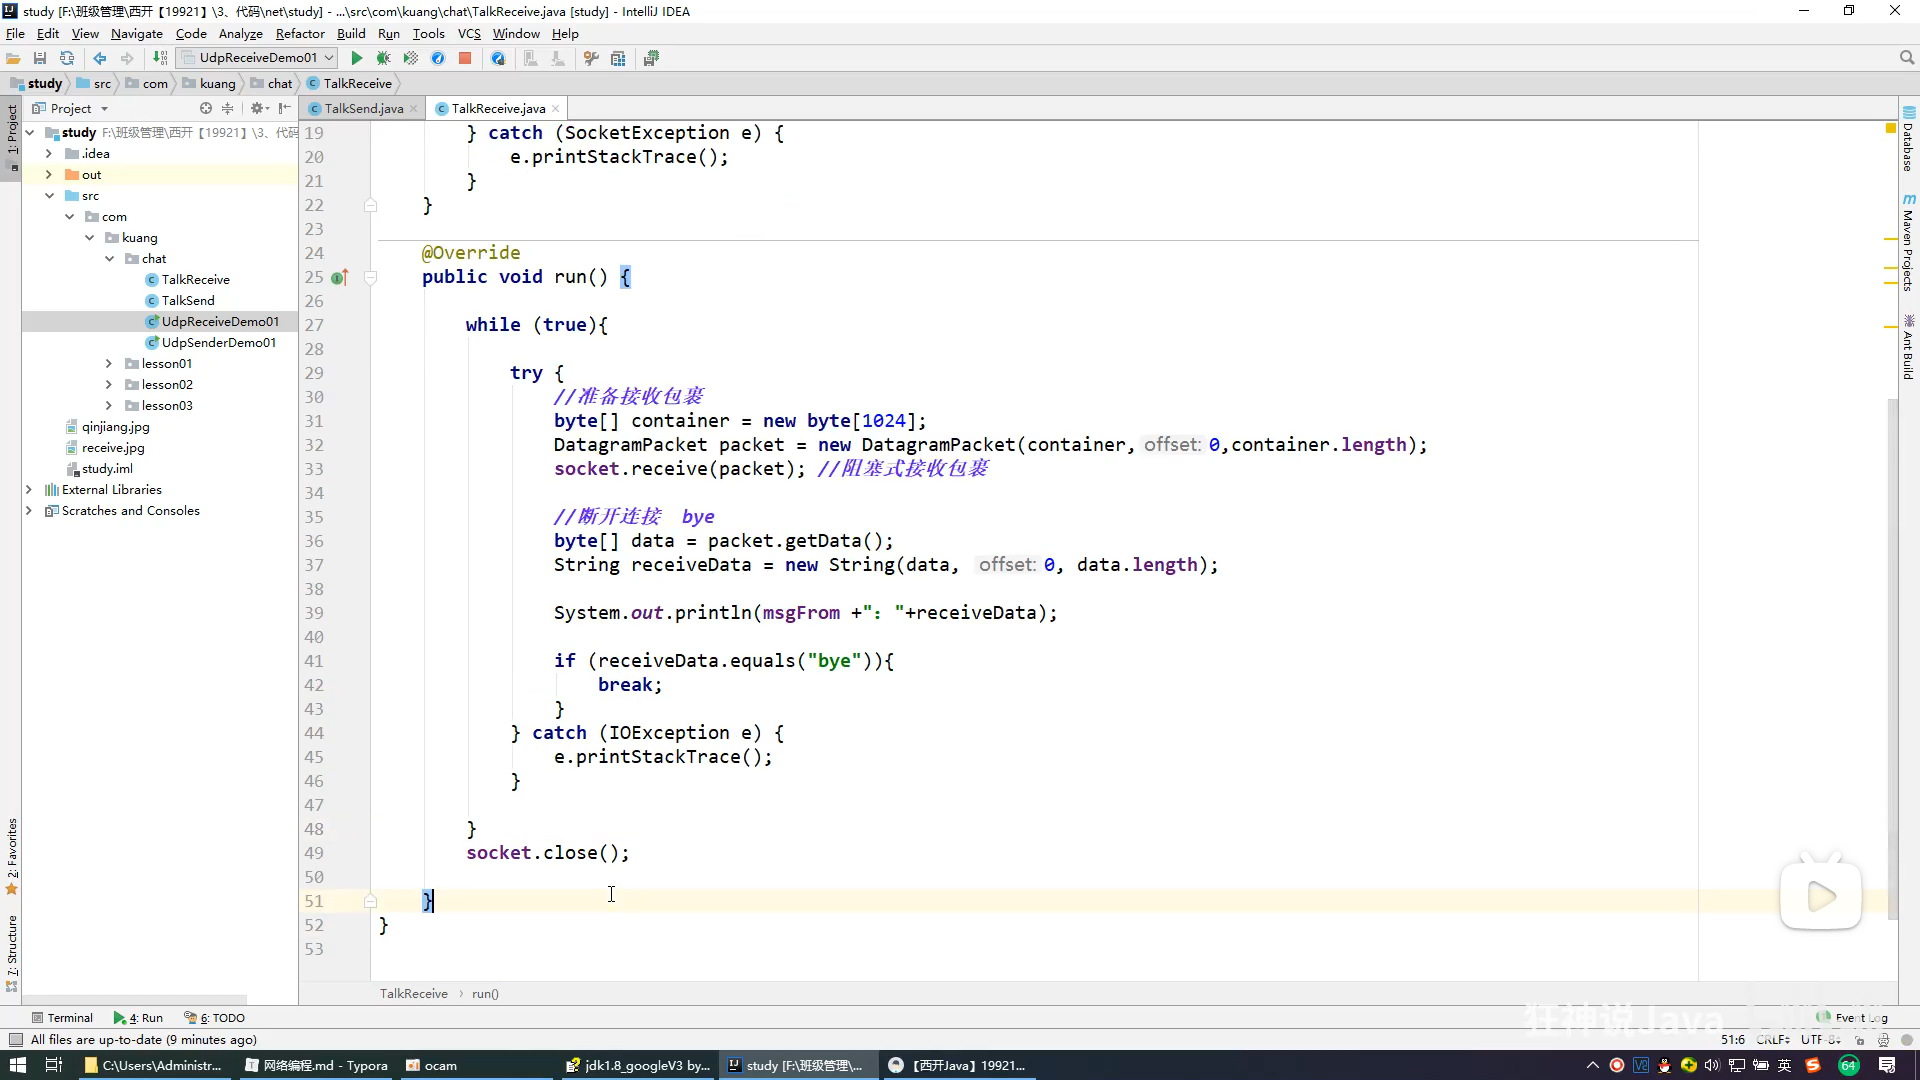 study [F:\班级管理\西开【19921】\3、代码\net\study] - ...\src\com\kuang\chat\TalkReceive.java [study] - IntelliJ IDEA
File Edit View Navigate Code Analyze Refactor Build Run Tools VCS Window Help
UdpReceiveDemo01
study src com kuang chat TalkReceive
Project
TalkSend.java TalkReceive.java
1: Project
study F:\班级管理\西开【19921】\3、代码
.idea
out
src
com
kuang
chat
TalkReceive
TalkSend
UdpReceiveDemo01
UdpSenderDemo01
lesson01
lesson02
lesson03
qinjiang.jpg
receive.jpg
study.iml
External Libraries
Scratches and Consoles
2: Favorites
7: Structure
19 } catch (SocketException e) {
20 e.printStackTrace();
21 }
22 }
23
24 @Override
25 public void run() {
26
27 while (true){
28
29 try {
30 //准备接收包裹
31 byte[] container = new byte[1024];
32 DatagramPacket packet = new DatagramPacket(container, offset: 0,container.length);
33 socket.receive(packet); //阻塞式接收包裹
34
35 //断开连接 bye
36 byte[] data = packet.getData();
37 String receiveData = new String(data, offset: 0, data.length);
38
39 System.out.println(msgFrom +": "+receiveData);
40
41 if (receiveData.equals("bye")){
42 break;
43 }
44 } catch (IOException e) {
45 e.printStackTrace();
46 }
47
48 }
49 socket.close();
50
51 }
52 }
53
TalkReceive › run()
Database
Maven Projects
Ant Build
Terminal 4: Run 6: TODO
狂神说Java
Event Log
All files are up-to-date (9 minutes ago)
51:6 CRLF UTF-8
C:\Users\Administr... 网络编程.md - Typora ocam jdk1.8_googleV3 by... study [F:\班级管理\... 【西开Java】19921...
英 64